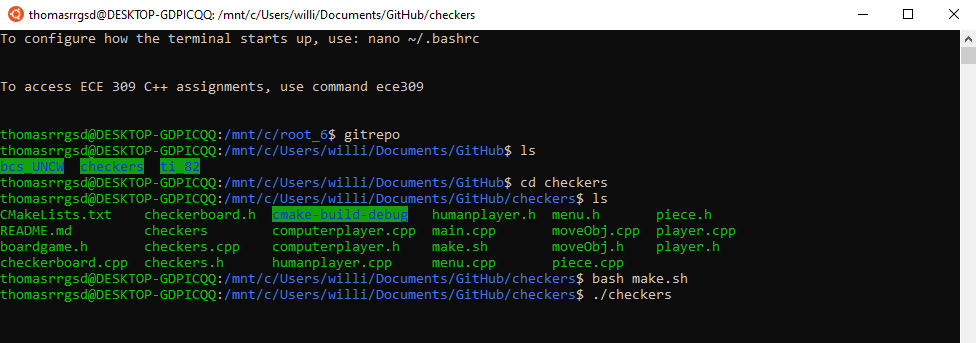 thomasrrgsd@DESKTOP-GDPICQQ: /mnt/c/Users/willi/Documents/GitHub/checkers
To configure how the terminal starts up, use: nano ~/.bashrc
To access ECE 309 C++ assignments, use command ece309
thomasrrgsd@DESKTOP-GDPICQQ:/mnt/c/root_6$ gitrepo
thomasrrgsd@DESKTOP-GDPICQQ:/mnt/c/Users/willi/Documents/GitHub$ ls
bcs_UNCW checkers ti_82
thomasrrgsd@DESKTOP-GDPICQQ:/mnt/c/Users/willi/Documents/GitHub$ cd checkers
thomasrrgsd@DESKTOP-GDPICQQ:/mnt/c/Users/willi/Documents/GitHub/checkers$ ls
CMakeLists.txt checkerboard.h cmake-build-debug humanplayer.h menu.h piece.h
README.md checkers computerplayer.cpp main.cpp moveObj.cpp player.cpp
boardgame.h checkers.cpp computerplayer.h make.sh moveObj.h player.h
checkerboard.cpp checkers.h humanplayer.cpp menu.cpp piece.cpp
thomasrrgsd@DESKTOP-GDPICQQ:/mnt/c/Users/willi/Documents/GitHub/checkers$ bash make.sh
thomasrrgsd@DESKTOP-GDPICQQ:/mnt/c/Users/willi/Documents/GitHub/checkers$ ./checkers